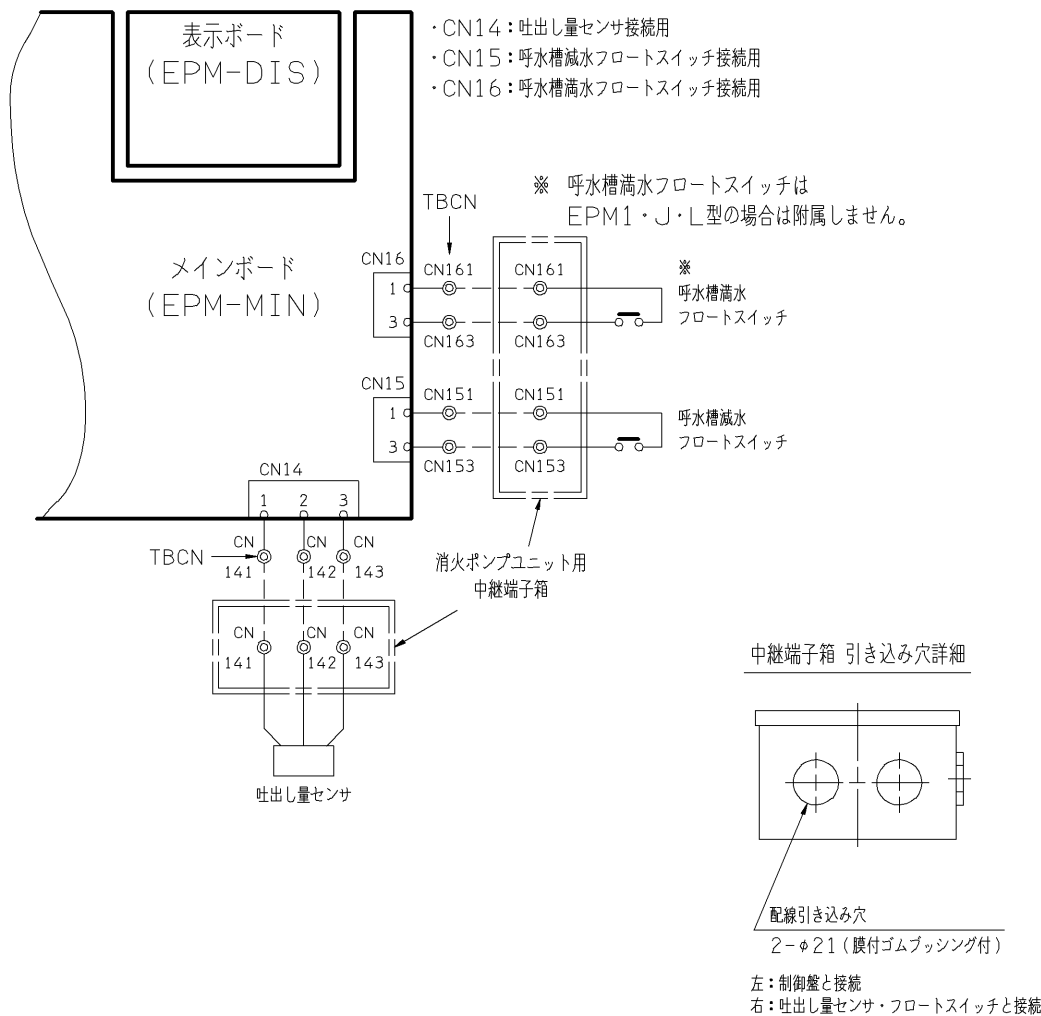 表示ボード
(EPM-DIS)
・CN14：吐出し量センサ接続用
・CN15：呼水槽減水フロートスイッチ接続用
・CN16：呼水槽満水フロートスイッチ接続用
※ 呼水槽満水フロートスイッチは
EPM1・J・L型の場合は附属しません。
TBCN
メインボード
(EPM-MIN)
CN16
1
3
CN161
CN163
CN161
CN163
※
呼水槽満水
フロートスイッチ
CN15
1
3
CN151
CN153
CN151
CN153
呼水槽減水
フロートスイッチ
CN14
1 2 3
TBCN
CN CN CN
141 142 143
CN CN CN
141 142 143
吐出し量センサ
消火ポンプユニット用
中継端子箱
中継端子箱 引き込み穴詳細
配線引き込み穴
2-φ21（膜付ゴムブッシング付）
左：制御盤と接続
右：吐出し量センサ・フロートスイッチと接続